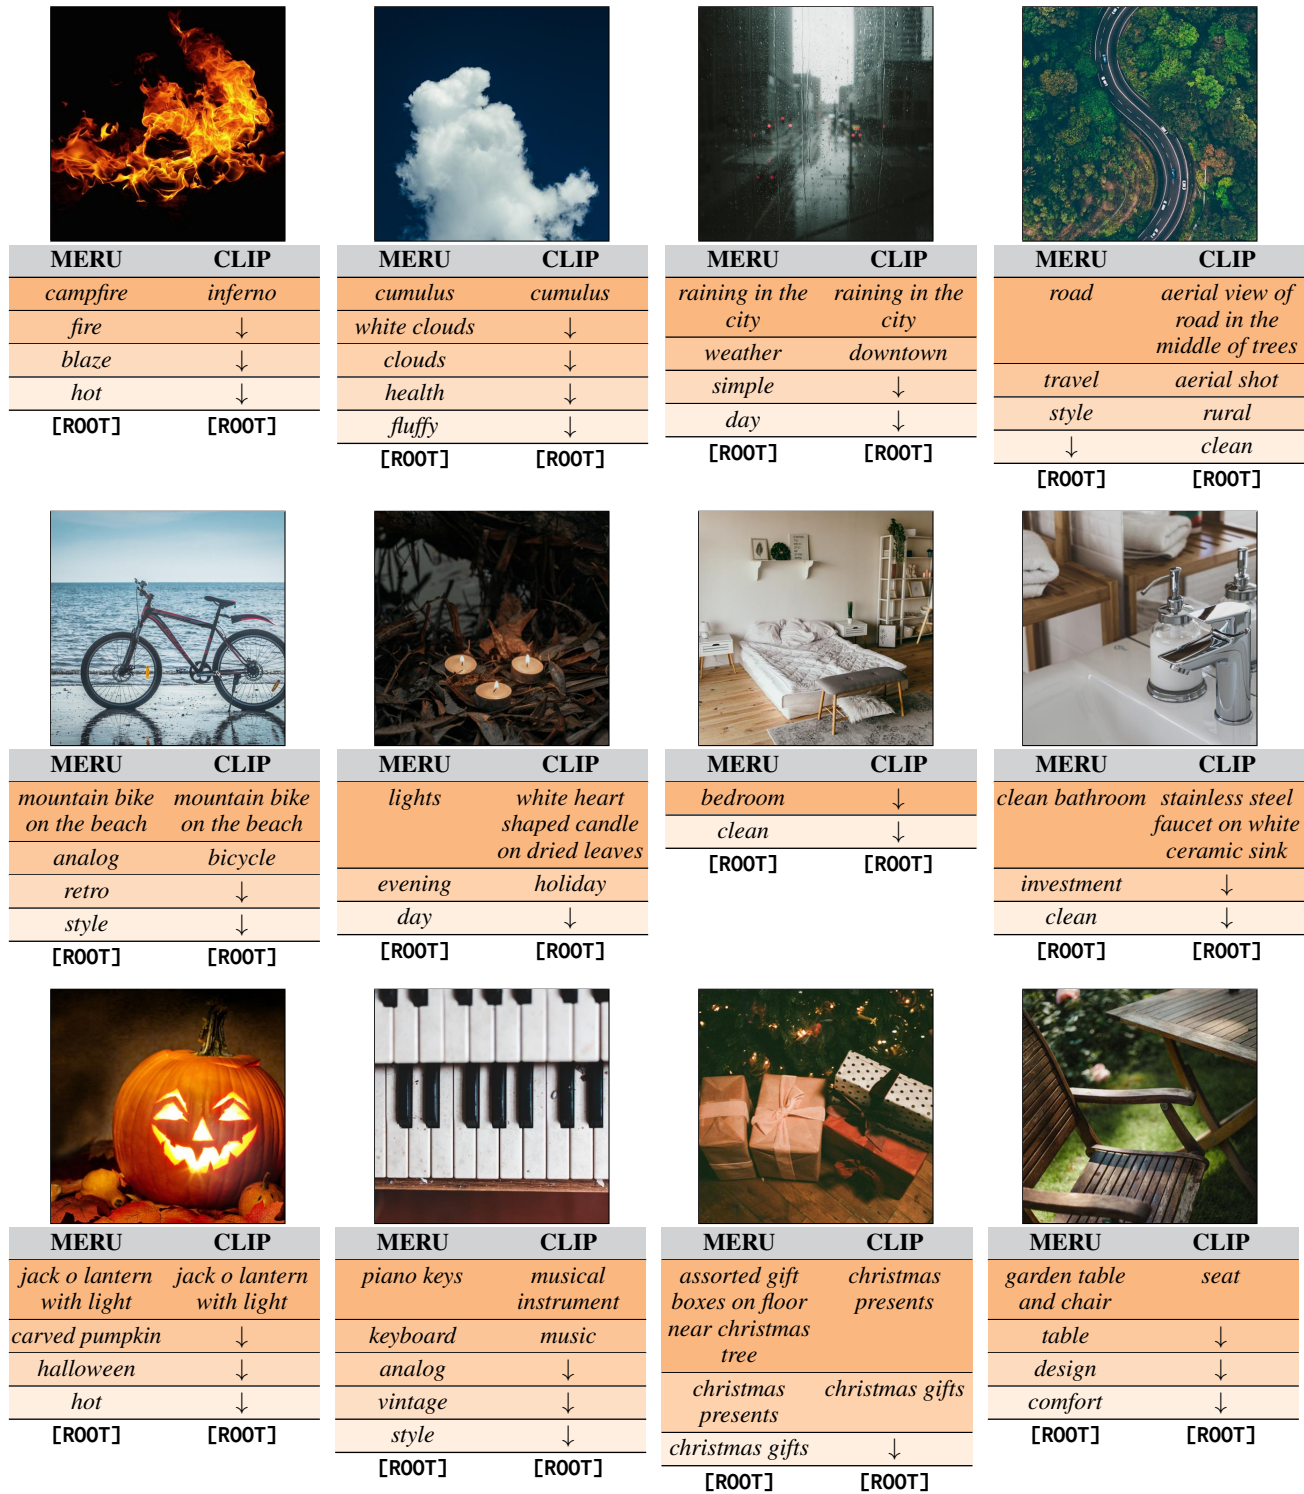 MERU CLIP
campfire inferno
fire ↓
blaze ↓
hot ↓
[ROOT] [ROOT]
MERU CLIP
cumulus cumulus
white clouds ↓
clouds ↓
health ↓
fluffy ↓
[ROOT] [ROOT]
MERU CLIP
raining in the raining in the
city city
weather downtown
simple ↓
day ↓
[ROOT] [ROOT]
MERU CLIP
road aerial view of
road in the
middle of trees
travel aerial shot
style rural
↓ clean
[ROOT] [ROOT]
MERU CLIP
mountain bike mountain bike
on the beach on the beach
analog bicycle
retro ↓
style ↓
[ROOT] [ROOT]
MERU CLIP
lights white heart
shaped candle
on dried leaves
evening holiday
day ↓
[ROOT] [ROOT]
MERU CLIP
bedroom ↓
clean ↓
[ROOT] [ROOT]
MERU CLIP
clean bathroom stainless steel
faucet on white
ceramic sink
investment ↓
clean ↓
[ROOT] [ROOT]
MERU CLIP
jack o lantern jack o lantern
with light with light
carved pumpkin ↓
halloween ↓
hot ↓
[ROOT] [ROOT]
MERU CLIP
piano keys musical
instrument
keyboard music
analog ↓
vintage ↓
style ↓
[ROOT] [ROOT]
MERU CLIP
assorted gift christmas
boxes on floor presents
near christmas
tree
christmas christmas gifts
presents
christmas gifts ↓
[ROOT] [ROOT]
MERU CLIP
garden table seat
and chair
table ↓
design ↓
comfort ↓
[ROOT] [ROOT]